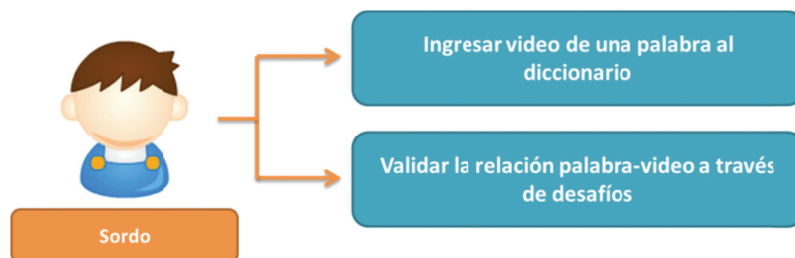 Ingresar video de una palabra al
diccionario
Validar la relación palabra-video a través
de desafíos
Sordo